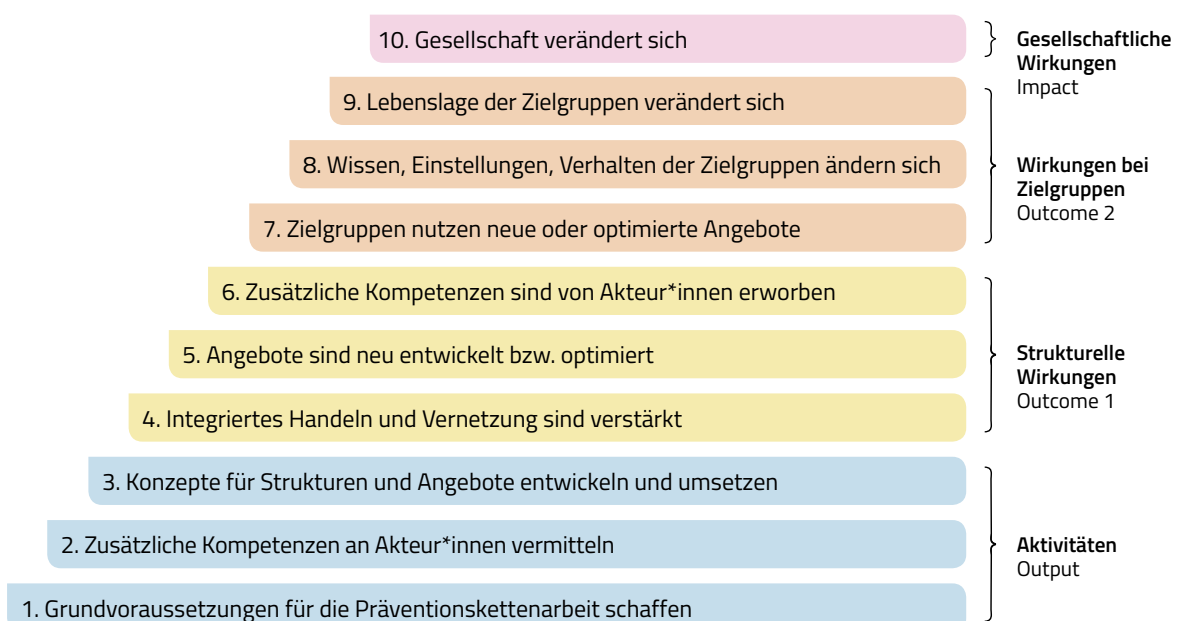 10. Gesellschaft verändert sich
9. Lebenslage der Zielgruppen verändert sich
8. Wissen, Einstellungen, Verhalten der Zielgruppen ändern sich
7. Zielgruppen nutzen neue oder optimierte Angebote
6. Zusätzliche Kompetenzen sind von Akteur*innen erworben
5. Angebote sind neu entwickelt bzw. optimiert
4. Integriertes Handeln und Vernetzung sind verstärkt
3. Konzepte für Strukturen und Angebote entwickeln und umsetzen
2. Zusätzliche Kompetenzen an Akteur*innen vermitteln
1. Grundvoraussetzungen für die Präventionskettenarbeit schaffen
Gesellschaftliche
Wirkungen
Impact
Wirkungen bei
Zielgruppen
Outcome 2
Strukturelle
Wirkungen
Outcome 1
Aktivitäten
Output